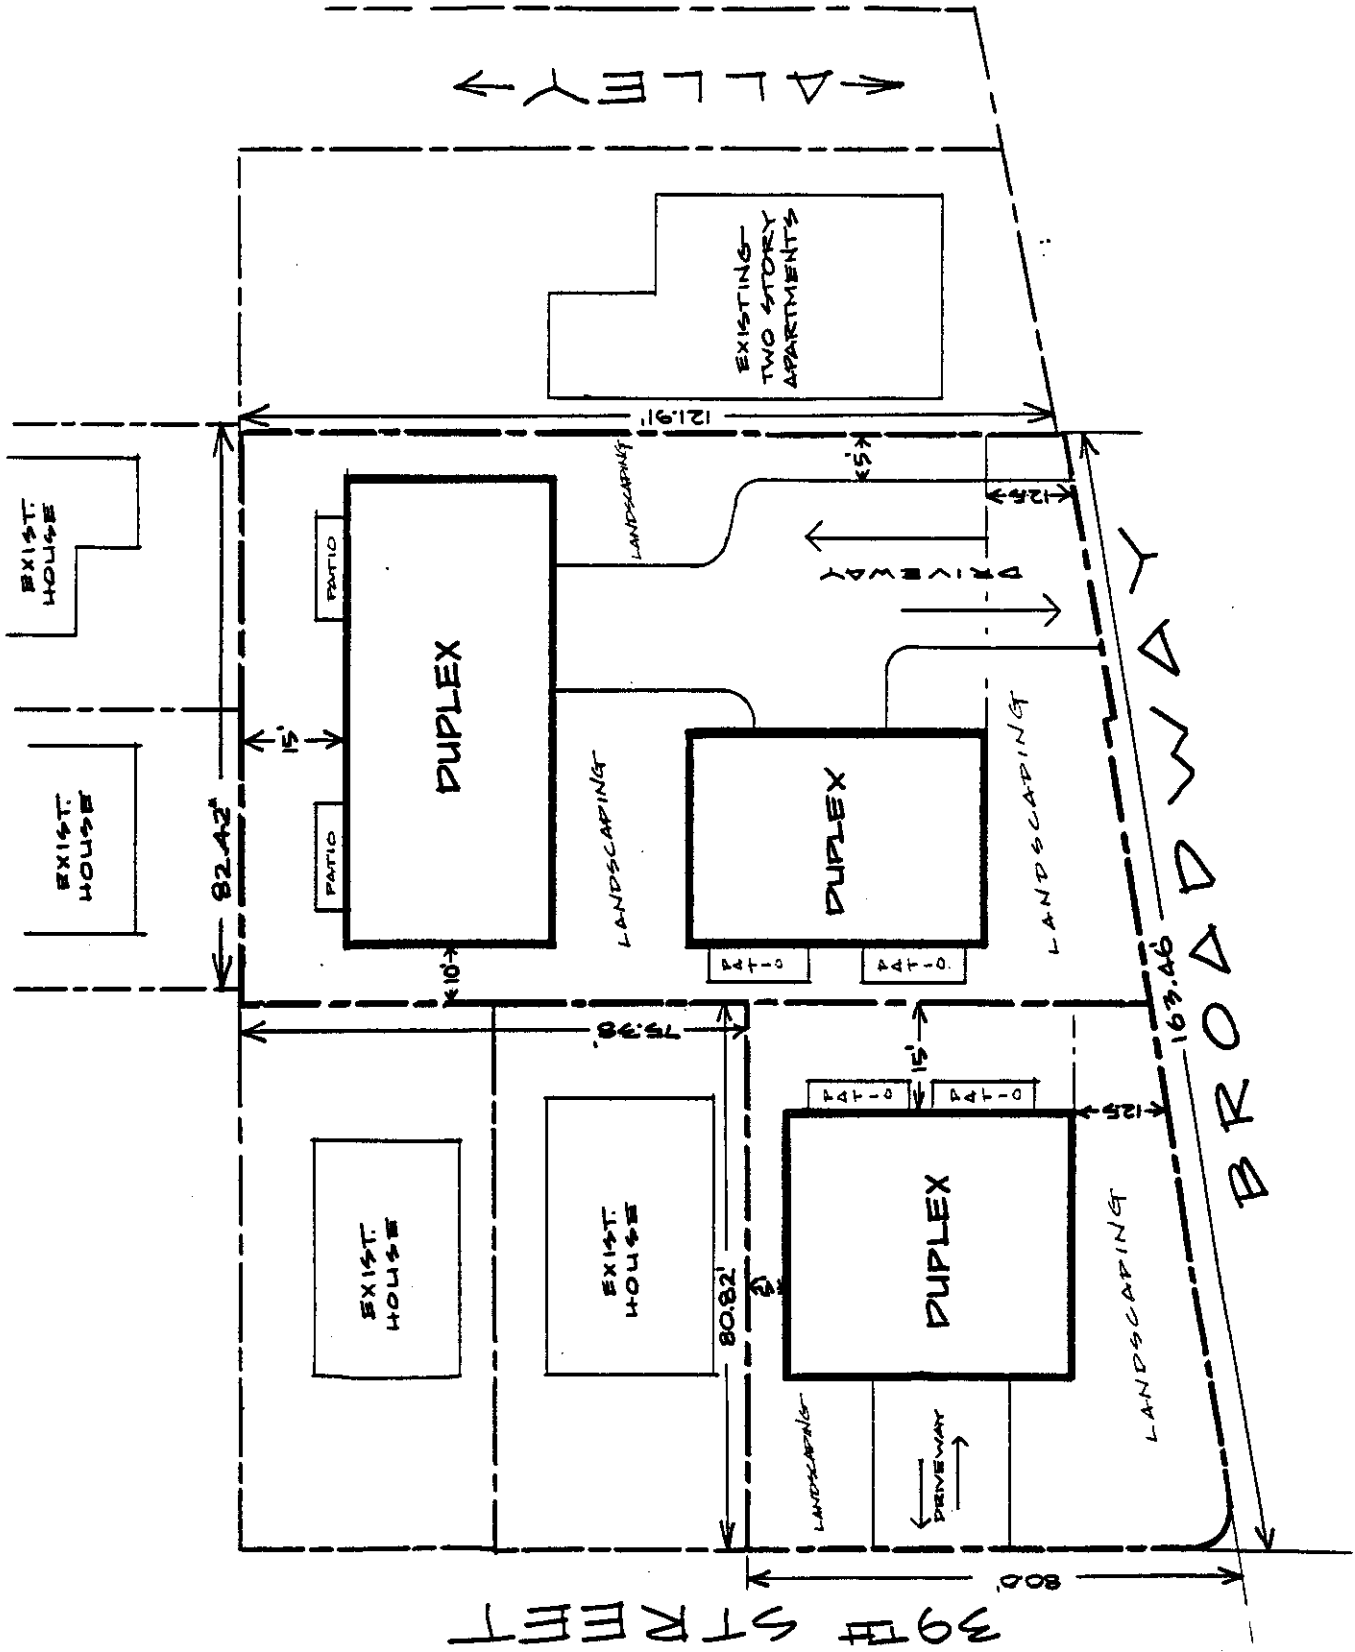 ← ALLEY →
EXISTING
TWO STORY
APARTMENTS
121.91'
EXIST.
HOUSE
EXIST.
HOUSE
82.42'
PATIO
PATIO
15'
DUPLEX
LANDSCAPING
5'
12.5
DRIVEWAY
LANDSCAPING
DUPLEX
LANDSCAPING
10'
PATIO
PATIO
75.38'
15'
PATIO
PATIO
12.5
EXIST.
HOUSE
EXIST.
HOUSE
80.82'
5'
DUPLEX
LANDSCAPING
LANDSCAPING
DRIVEWAY
163.46'
BROADWAY
80.0'
39TH STREET